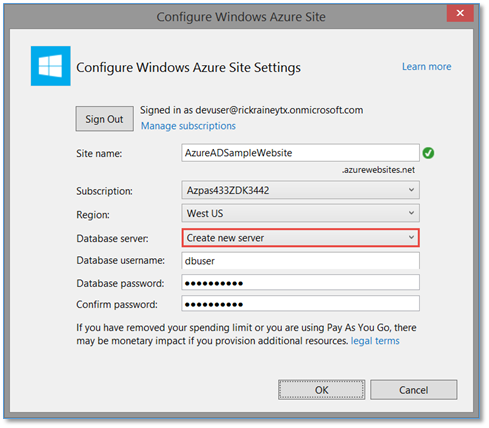 Configure Windows Azure Site
Configure Windows Azure Site Settings
Learn more
Sign Out
Signed in as devuser@rickraineytx.onmicrosoft.com
Manage subscriptions
Site name:
AzureADSampleWebsite
.azurewebsites.net
Subscription:
Azpas433ZDK3442
Region:
West US
Database server:
Create new server
Database username:
dbuser
Database password:
●●●●●●●●●●
Confirm password:
●●●●●●●●●●
If you have removed your spending limit or you are using Pay As You Go, there
may be monetary impact if you provision additional resources. legal terms
OK
Cancel